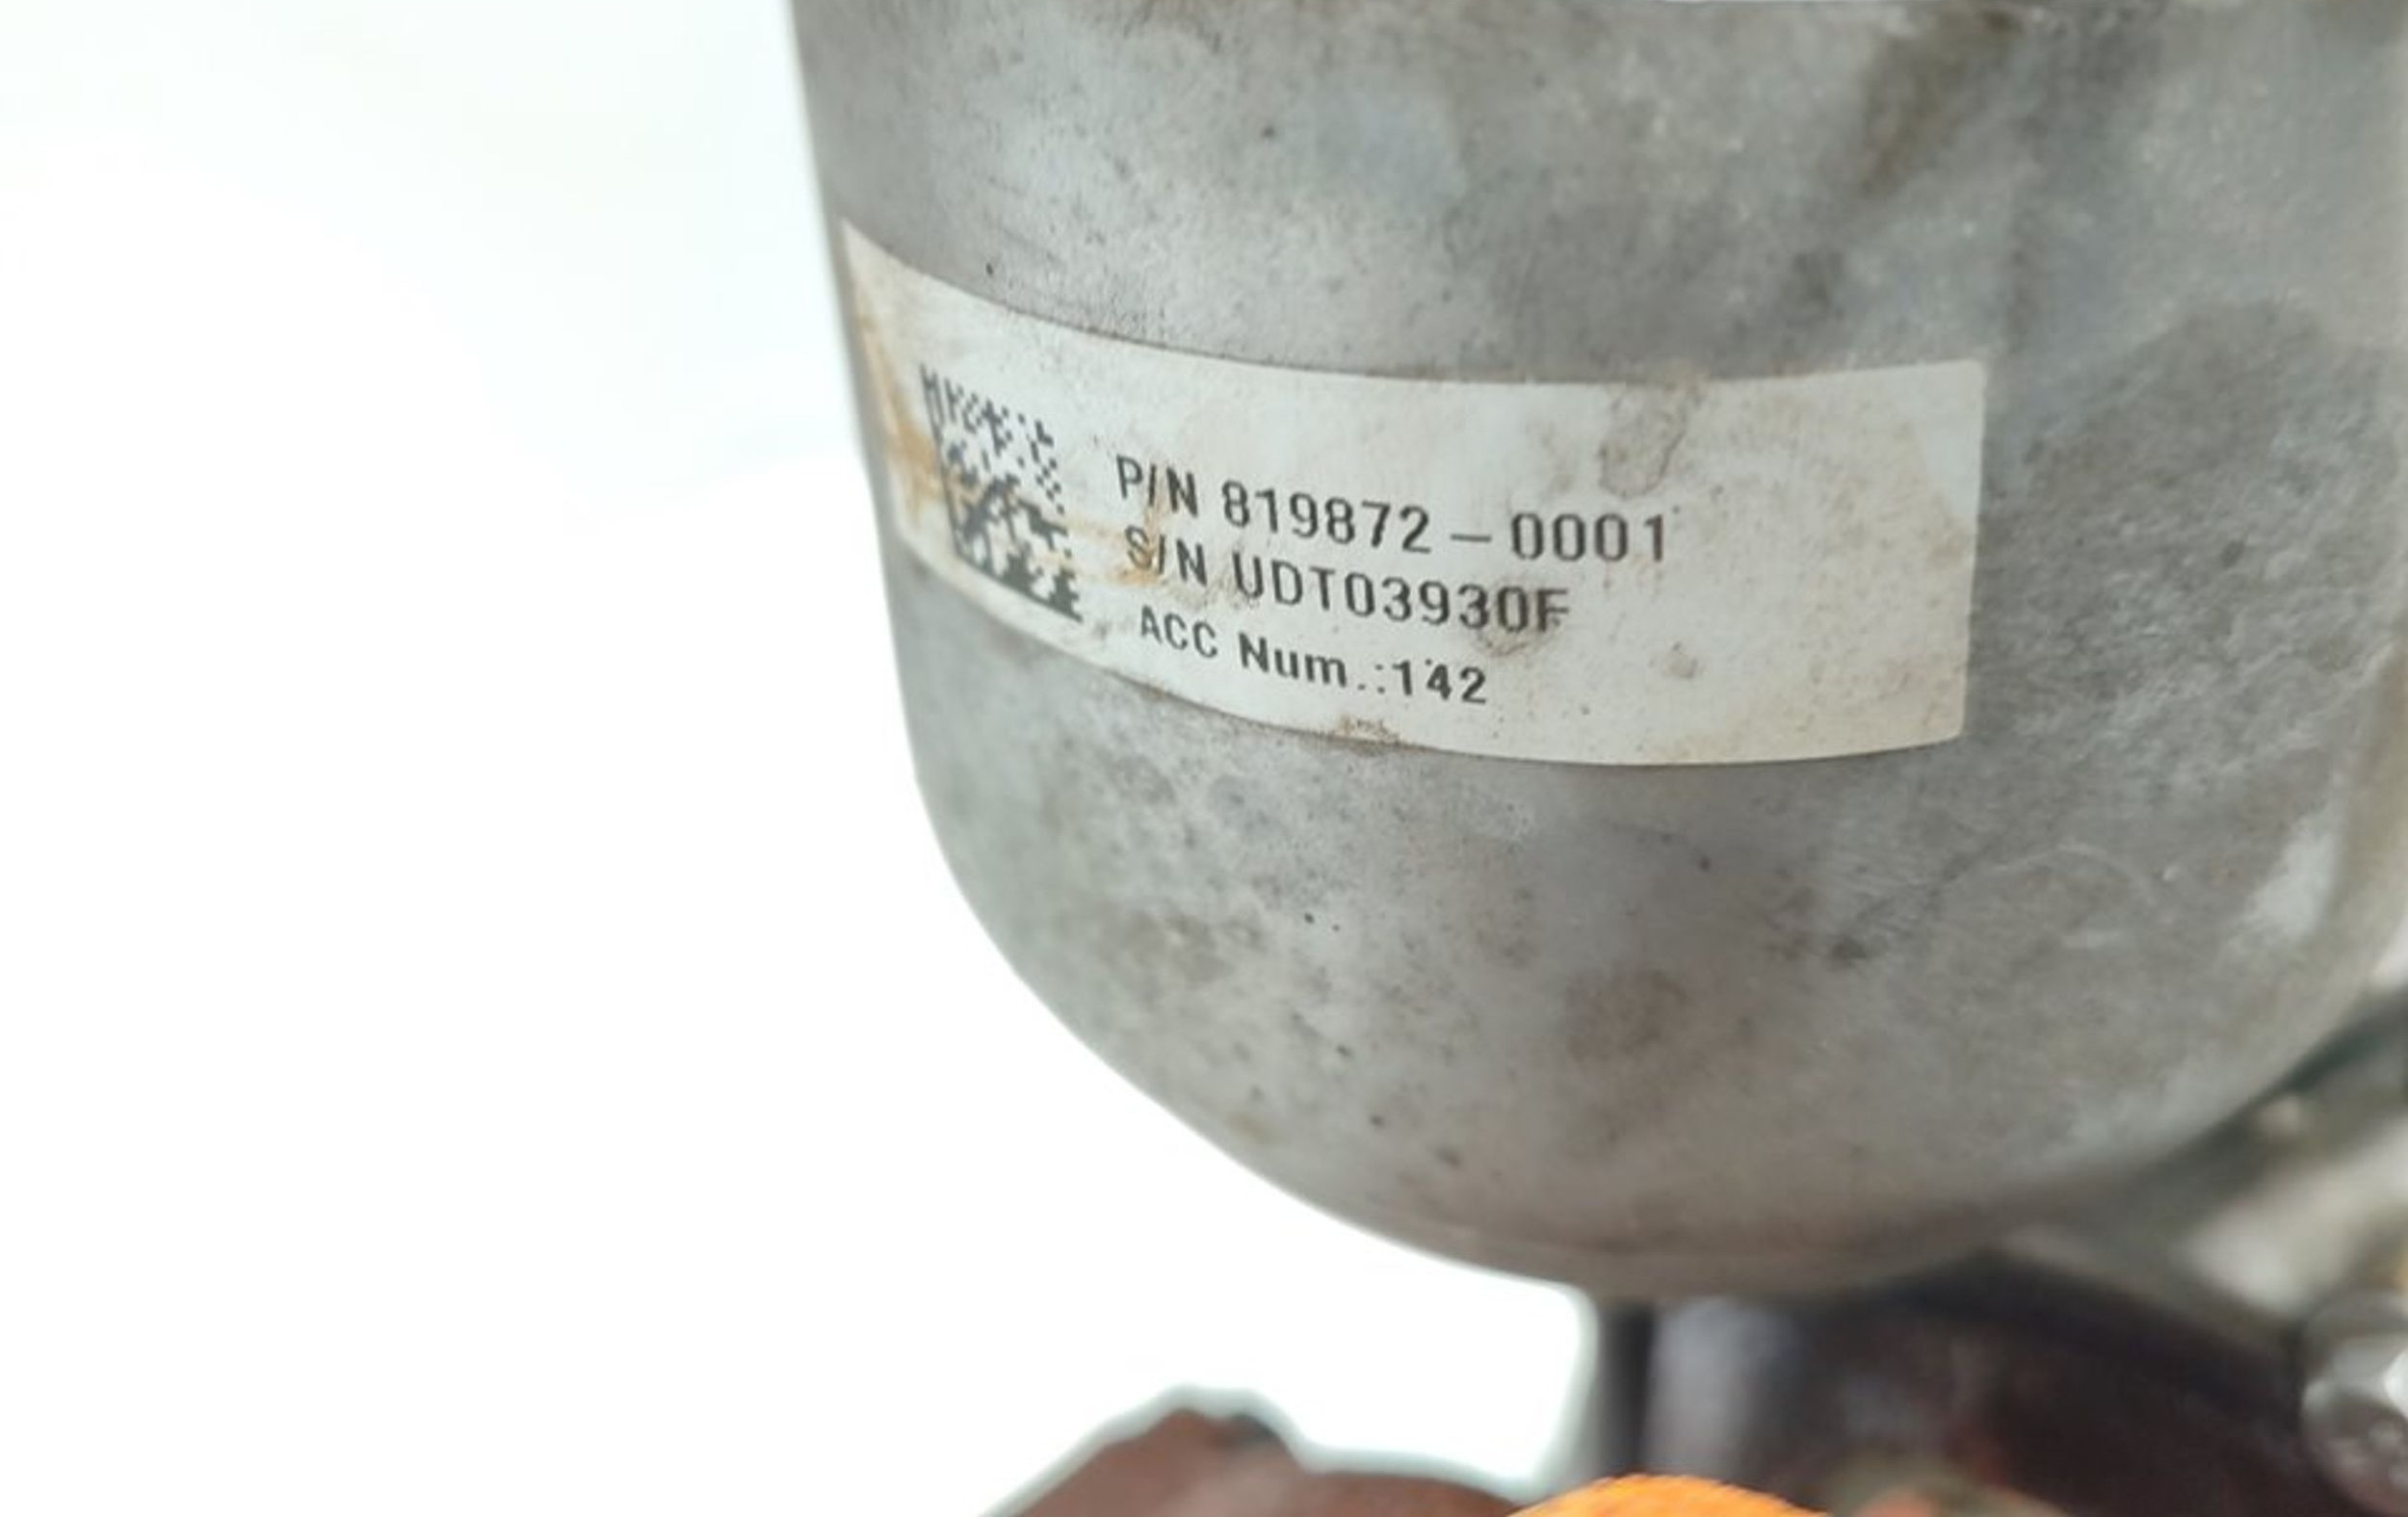 P/N 819872-0001
S/N UDT03930F
ACC Num.:142